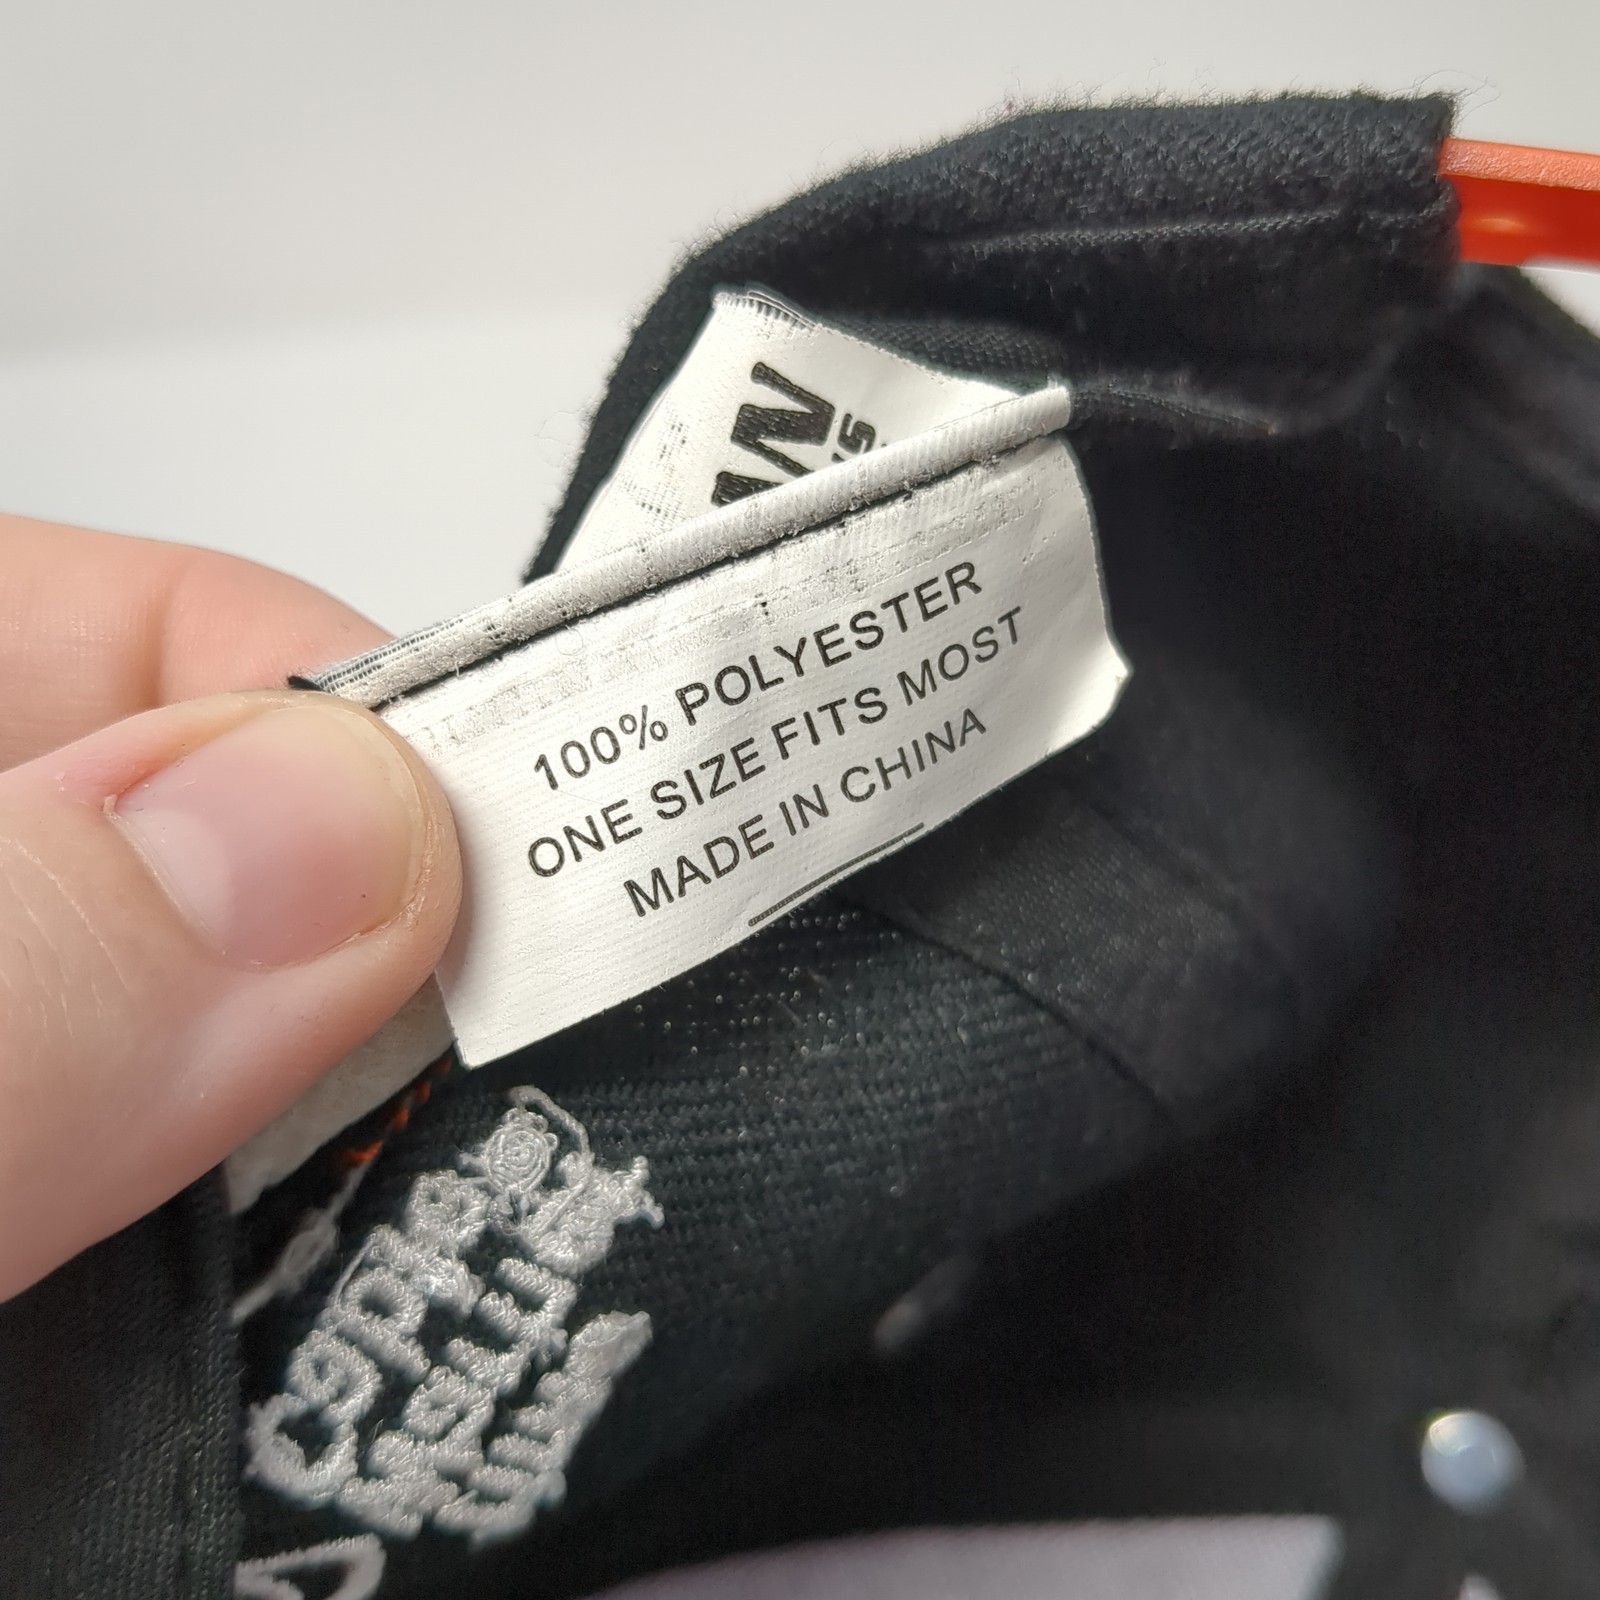 100% POLYESTER
ONE SIZE FITS MOST
MADE IN CHINA